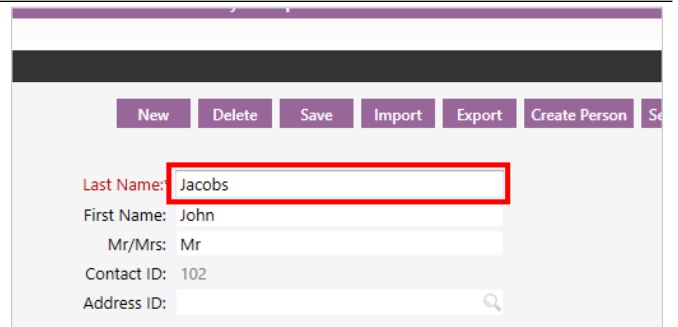 New Delete Save Import Export Create Person
Last Name:* Jacobs
First Name: John
Mr/Mrs: Mr
Contact ID: 102
Address ID: